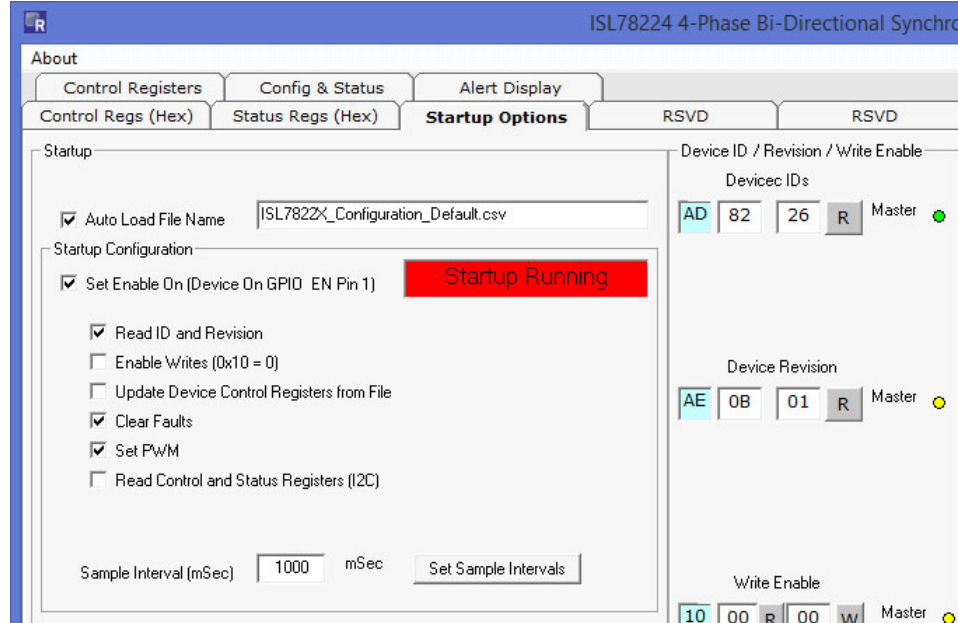 R
ISL78224 4-Phase Bi-Directional Synchro
About
Control Registers Config & Status Alert Display
Control Regs (Hex) Status Regs (Hex) Startup Options RSVD RSVD
Startup
Auto Load File Name ISL7822X_Configuration_Default.csv
Startup Configuration
Set Enable On (Device On GPIO EN Pin 1) Startup Running
Read ID and Revision
Enable Writes (0x10 = 0)
Update Device Control Registers from File
Clear Faults
Set PWM
Read Control and Status Registers (I2C)
Sample Interval (mSec) 1000 mSec Set Sample Intervals
Device ID / Revision / Write Enable
Devicec IDs
AD 82 26 R Master
Device Revision
AE 0B 01 R Master
Write Enable
10 00 R 00 W Master